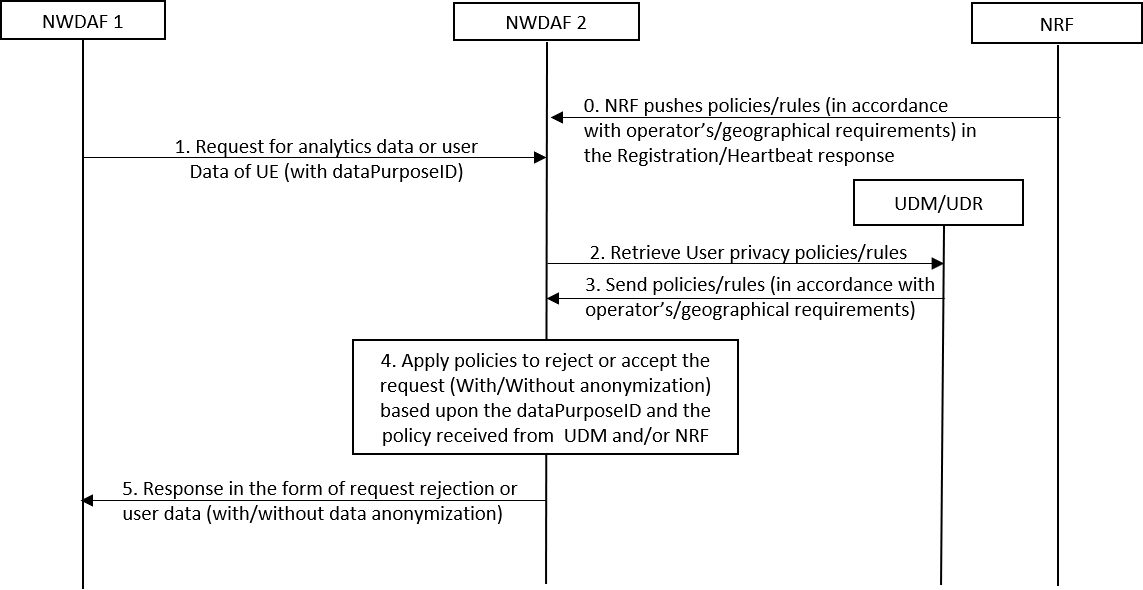 NWDAF 1
NWDAF 2
NRF
0. NRF pushes policies/rules (in accordance
with operator’s/geographical requirements) in
the Registration/Heartbeat response
1. Request for analytics data or user
Data of UE (with dataPurposeID)
UDM/UDR
2. Retrieve User privacy policies/rules
3. Send policies/rules (in accordance with
operator’s/geographical requirements)
4. Apply policies to reject or accept the
request (With/Without anonymization)
based upon the dataPurposeID and the
policy received from UDM and/or NRF
5. Response in the form of request rejection or
user data (with/without data anonymization)